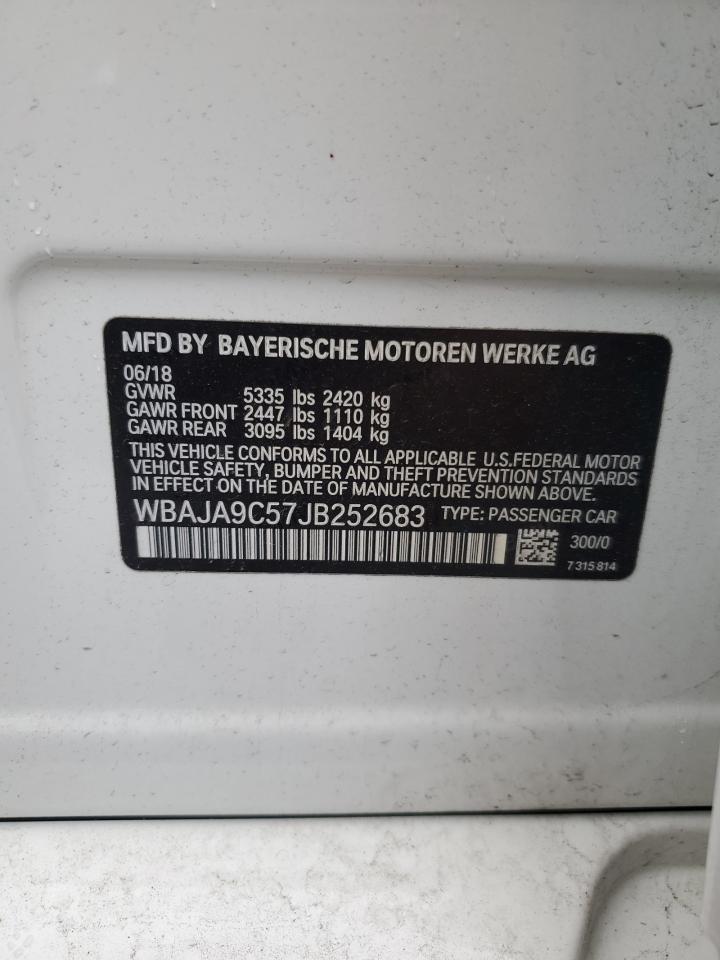 MFD BY BAYERISCHE MOTOREN WERKE AG
06/18
GVWR 5335 lbs 2420 kg
GAWR FRONT 2447 lbs 1110 kg
GAWR REAR 3095 lbs 1404 kg
THIS VEHICLE CONFORMS TO ALL APPLICABLE U.S.FEDERAL MOTOR
VEHICLE SAFETY, BUMPER AND THEFT PREVENTION STANDARDS
IN EFFECT ON THE DATE OF MANUFACTURE SHOWN ABOVE.
WBAJA9C57JB252683 TYPE: PASSENGER CAR
300/0
7 315 814